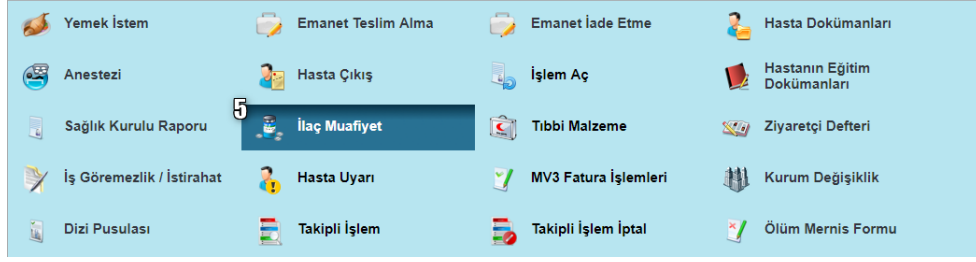 Yemek İstem
Emanet Teslim Alma
Emanet İade Etme
Hasta Dokümanları
Anestezi
Hasta Çıkış
İşlem Aç
Hastanın Eğitim
Dokümanları
Sağlık Kurulu Raporu
5
İlaç Muafiyet
Tıbbi Malzeme
Ziyaretçi Defteri
İş Göremezlik / İstirahat
Hasta Uyarı
MV3 Fatura İşlemleri
Kurum Değişiklik
Dizi Pusulası
Takipli İşlem
Takipli İşlem İptal
Ölüm Mernis Formu